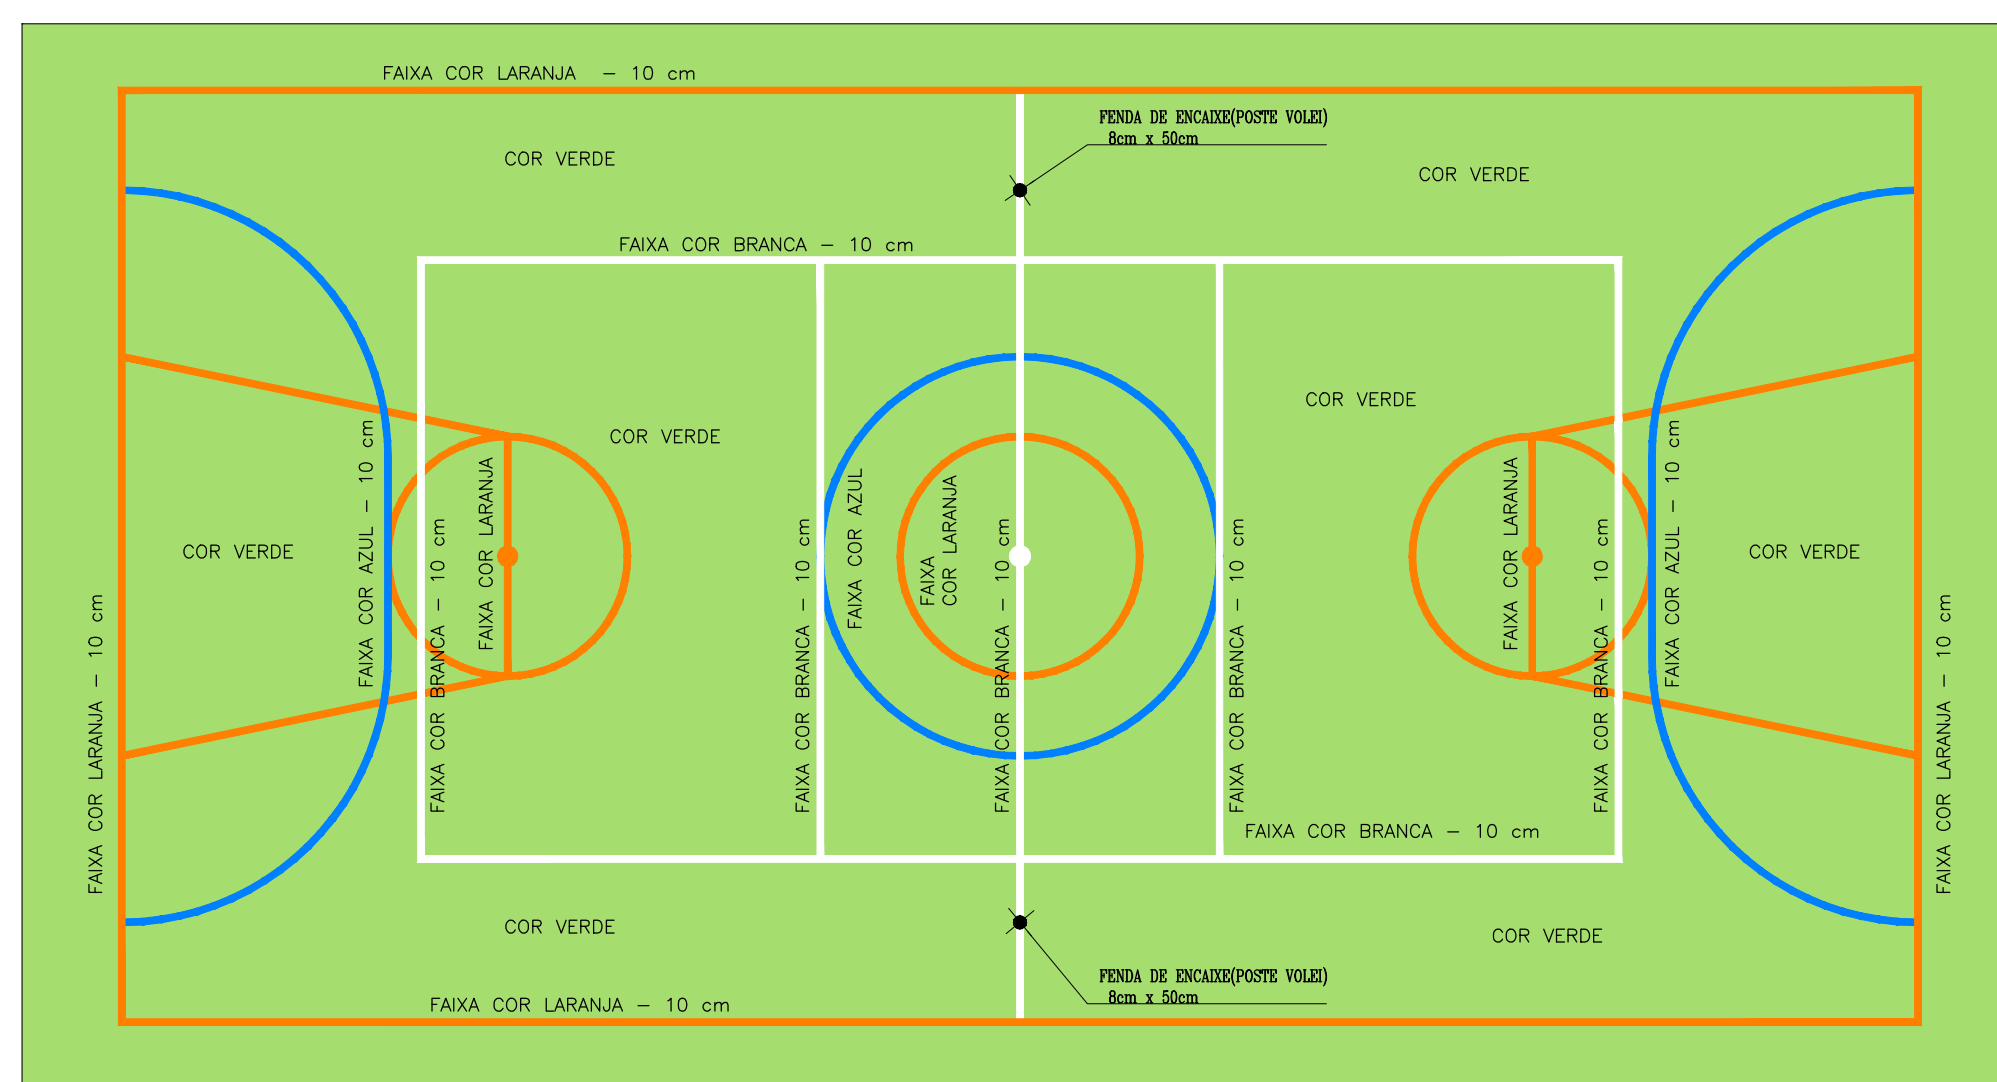 FAIXA COR LARANJA - 10 cm
FENDA DE ENCAIXE(POSTE VOLEI)
8cm x 50cm
COR VERDE
COR VERDE
FAIXA COR BRANCA - 10 cm
COR VERDE
COR VERDE
COR VERDE
FAIXA COR LARANJA - 10 cm
FAIXA COR AZUL - 10 cm
FAIXA COR BRANCA - 10 cm
FAIXA COR LARANJA
FAIXA COR BRANCA - 10 cm
FAIXA COR AZUL
FAIXA
COR LARANJA
FAIXA COR BRANCA - 10 cm
FAIXA COR BRANCA - 10 cm
FAIXA COR LARANJA
FAIXA COR BRANCA - 10 cm
FAIXA COR AZUL - 10 cm
COR VERDE
FAIXA COR LARANJA - 10 cm
FAIXA COR BRANCA - 10 cm
COR VERDE
COR VERDE
FENDA DE ENCAIXE(POSTE VOLEI)
8cm x 50cm
FAIXA COR LARANJA - 10 cm